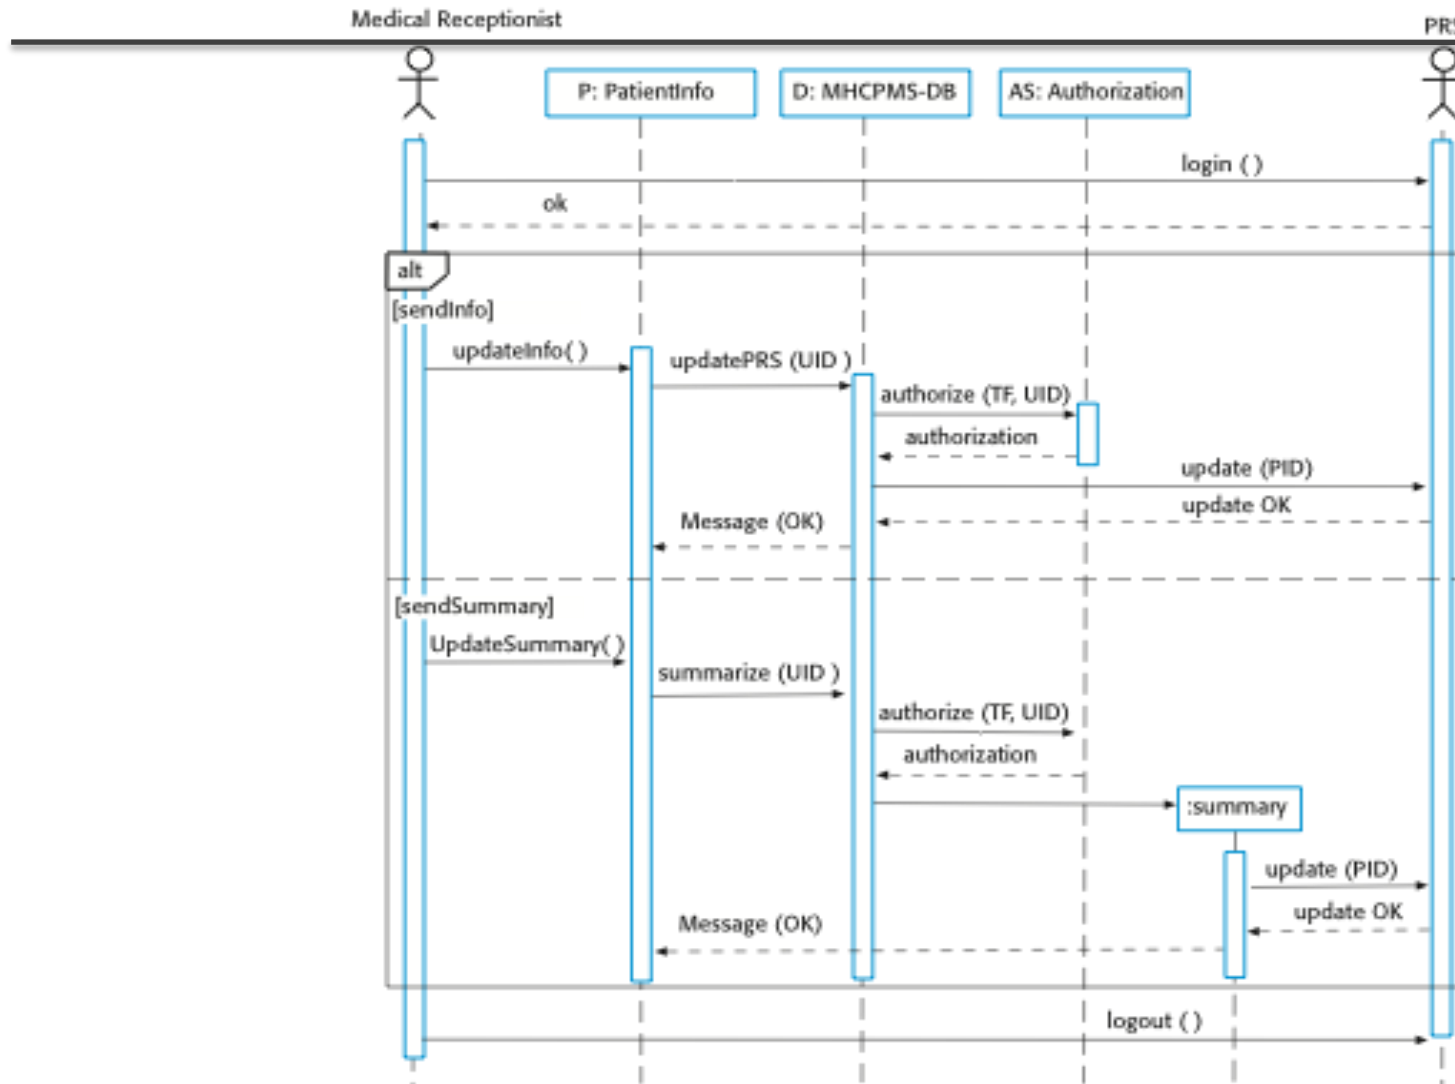 Medical Receptionist
PRS
P: PatientInfo
D: MHCPMS-DB
AS: Authorization
login ( )
ok
alt
[sendInfo]
updateInfo( )
updatePRS (UID )
authorize (TF, UID)
authorization
update (PID)
update OK
Message (OK)
[sendSummary]
UpdateSummary( )
summarize (UID )
authorize (TF, UID)
authorization
:summary
update (PID)
update OK
Message (OK)
logout ( )